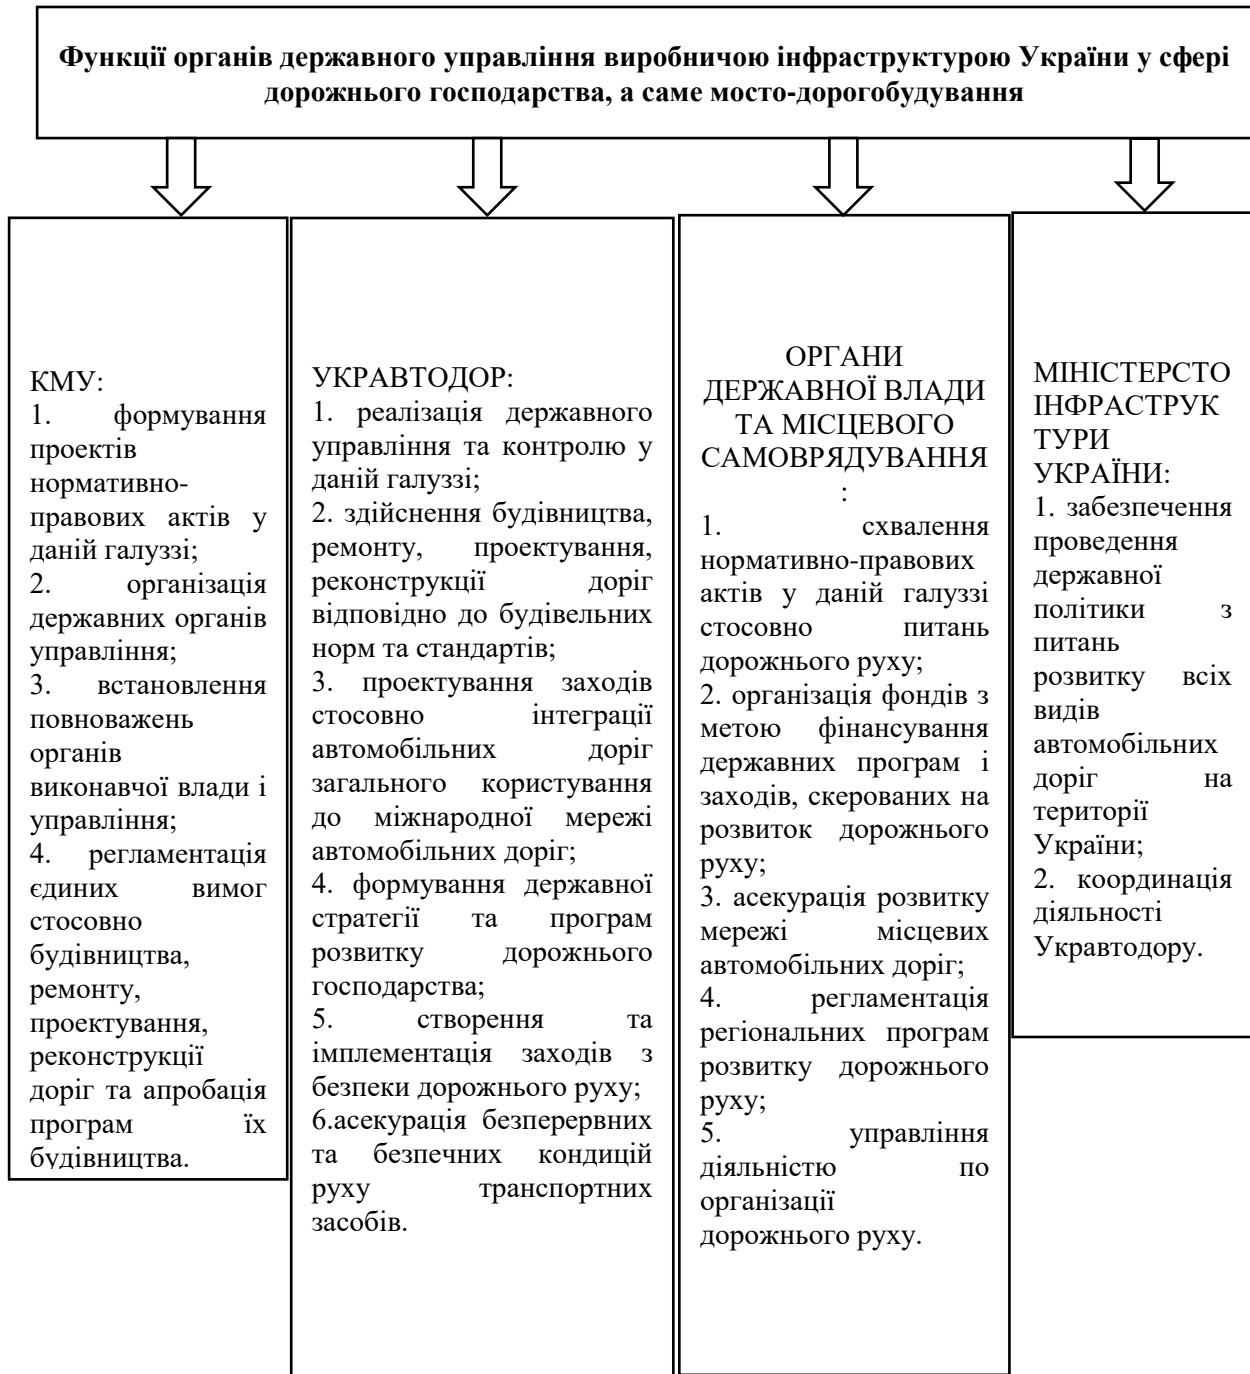 Функції органів державного управління виробничою інфраструктурою України у сфері
дорожнього господарства, а саме мосто-дорогобудування
КМУ:
1. формування
проектів
нормативно-
правових актів у
даній галуззі;
2. організація
державних органів
управління;
3. встановлення
повноважень
органів
виконавчої влади і
управління;
4. регламентація
єдиних вимог
стосовно
будівництва,
ремонту,
проектування,
реконструкції
доріг та апробація
програм їх
будівництва.
УКРАВТОДОР:
1. реалізація державного
управління та контролю у
даній галуззі;
2. здійснення будівництва,
ремонту, проектування,
реконструкції доріг
відповідно до будівельних
норм та стандартів;
3. проектування заходів
стосовно інтеграції
автомобільних доріг
загального користування
до міжнародної мережі
автомобільних доріг;
4. формування державної
стратегії та програм
розвитку дорожнього
господарства;
5. створення та
імплементація заходів з
безпеки дорожнього руху;
6.асекурація безперервних
та безпечних кондицій
руху транспортних
засобів.
ОРГАНИ
ДЕРЖАВНОЇ ВЛАДИ
ТА МІСЦЕВОГО
САМОВРЯДУВАННЯ
:
1. схвалення
нормативно-правових
актів у даній галуззі
стосовно питань
дорожнього руху;
2. організація фондів з
метою фінансування
державних програм і
заходів, скерованих на
розвиток дорожнього
руху;
3. асекурація розвитку
мережі місцевих
автомобільних доріг;
4. регламентація
регіональних програм
розвитку дорожнього
руху;
5. управління
діяльністю по
організації
дорожнього руху.
МІНІСТЕРСТО
ІНФРАСТРУК
ТУРИ
УКРАЇНИ:
1. забезпечення
проведення
державної
політики з
питань
розвитку всіх
видів
автомобільних
доріг на
території
України;
2. координація
діяльності
Укравтодору.